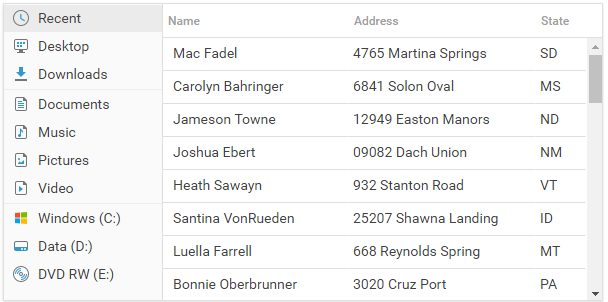 Recent
Desktop
Downloads
Documents
Music
Pictures
Video
Windows (C:)
Data (D:)
DVD RW (E:)
Name Address State
Mac Fadel 4765 Martina Springs SD
Carolyn Bahringer 6841 Solon Oval MS
Jameson Towne 12949 Easton Manors ND
Joshua Ebert 09082 Dach Union NM
Heath Sawayn 932 Stanton Road VT
Santina VonRueden 25207 Shawna Landing ID
Luella Farrell 668 Reynolds Spring MT
Bonnie Oberbrunner 3020 Cruz Port PA